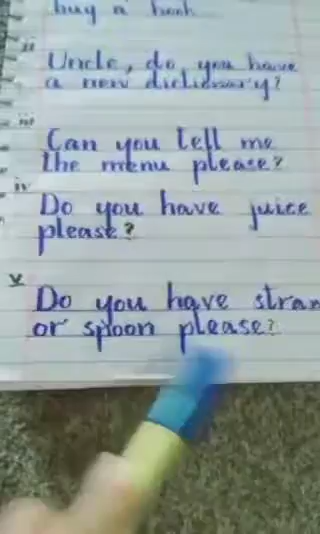 buy a book
ii
Uncle, do you have
a new dictionary?
iii
Can you tell me
the menu please?
iv
Do you have juice
please?
v
Do you have
or spoon please?